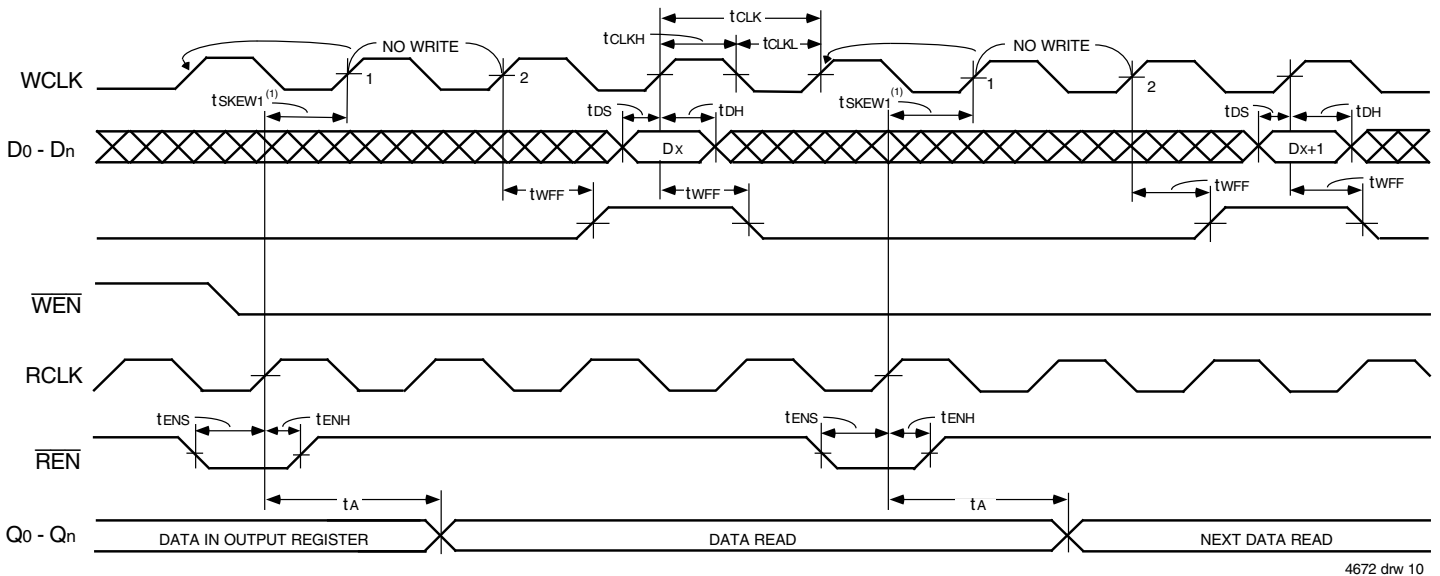 tCLK
NO WRITE
tCLKH
tCLKL
NO WRITE
WCLK
1
2
1
2
tSKEW1(1)
tDS
tDH
tSKEW1(1)
tDS
tDH
D0 - Dn
Dx
Dx+1
tWFF
tWFF
tWFF
tWFF
WEN
RCLK
tENS
tENH
tENS
tENH
REN
tA
tA
Q0 - Qn
DATA IN OUTPUT REGISTER
DATA READ
NEXT DATA READ
4672 drw 10